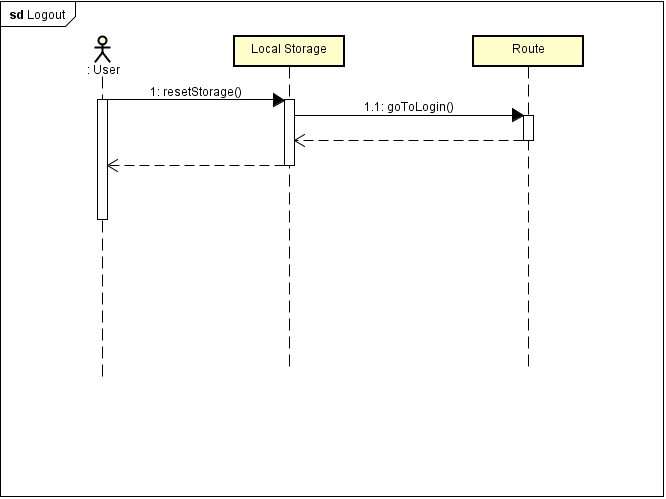 sd Logout
: User
Local Storage
Route
1: resetStorage()
1.1: goToLogin()